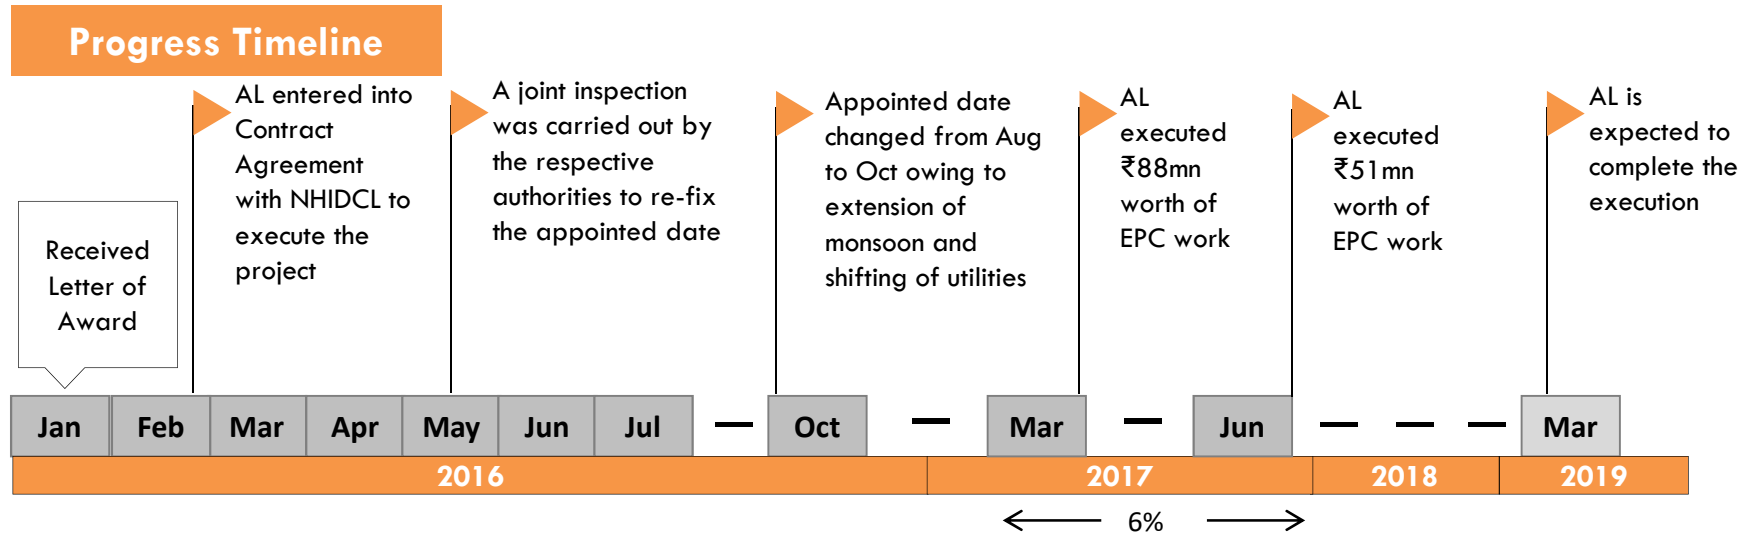 Progress Timeline
Received
Letter of
Award
AL entered into
Contract
Agreement
with NHIDCL to
execute the
project
A joint inspection
was carried out by
the respective
authorities to re-fix
the appointed date
Appointed date
changed from Aug
to Oct owing to
extension of
monsoon and
shifting of utilities
AL
executed
₹88mn
worth of
EPC work
AL
executed
₹51mn
worth of
EPC work
AL is
expected to
complete the
execution
Jan Feb Mar Apr May Jun Jul — Oct — Mar — Jun — — — Mar
2016 2017 2018 2019
6%